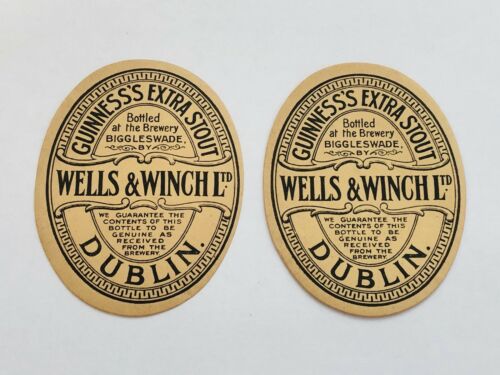 GUINNESS'S EXTRA STOUT
Bottled
at the Brewery
BIGGLESWADE,
BY
WELLS & WINCH LTD
WE GUARANTEE THE
CONTENTS OF THIS
BOTTLE TO BE
GENUINE AS
RECEIVED
FROM THE
BREWERY.
DUBLIN.
GUINNESS'S EXTRA STOUT
Bottled
at the Brewery
BIGGLESWADE,
BY
WELLS & WINCH LTD
WE GUARANTEE THE
CONTENTS OF THIS
BOTTLE TO BE
GENUINE AS
RECEIVED
FROM THE
BREWERY.
DUBLIN.